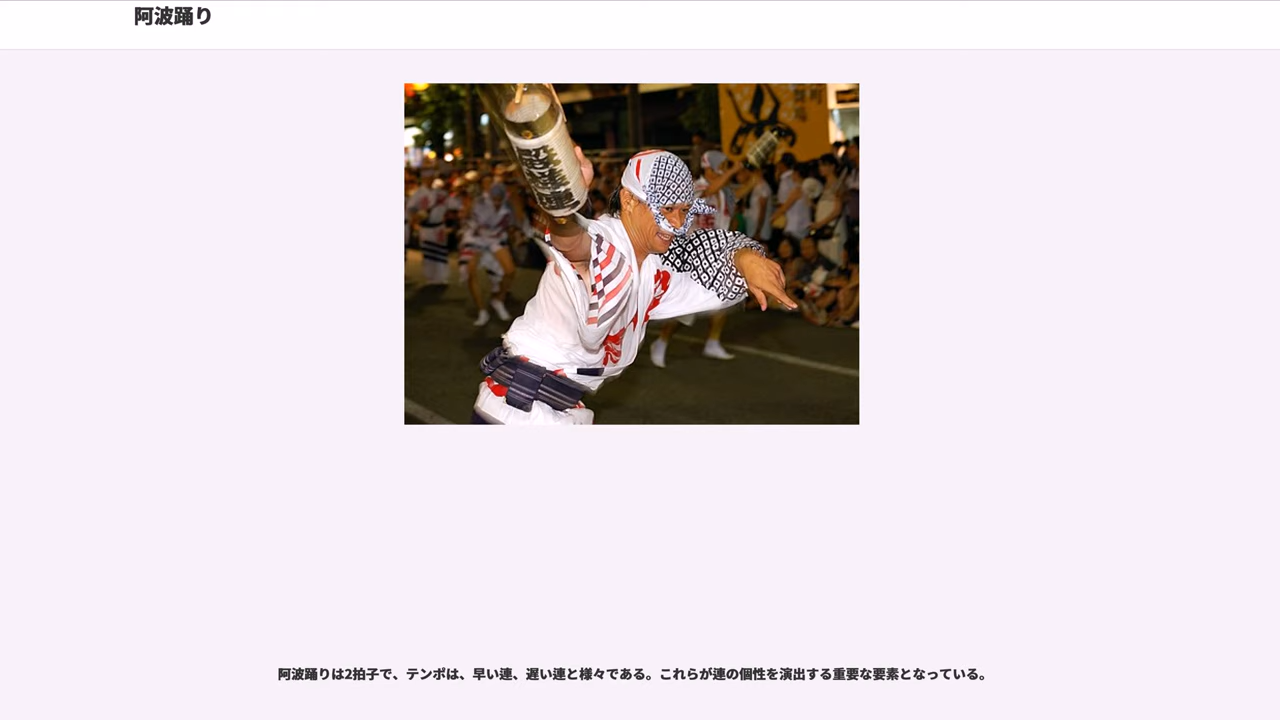 阿波踊り
阿波踊りは2拍子で、テンポは、早い連、遅い連と様々である。これらが連の個性を演出する重要な要素となっている。